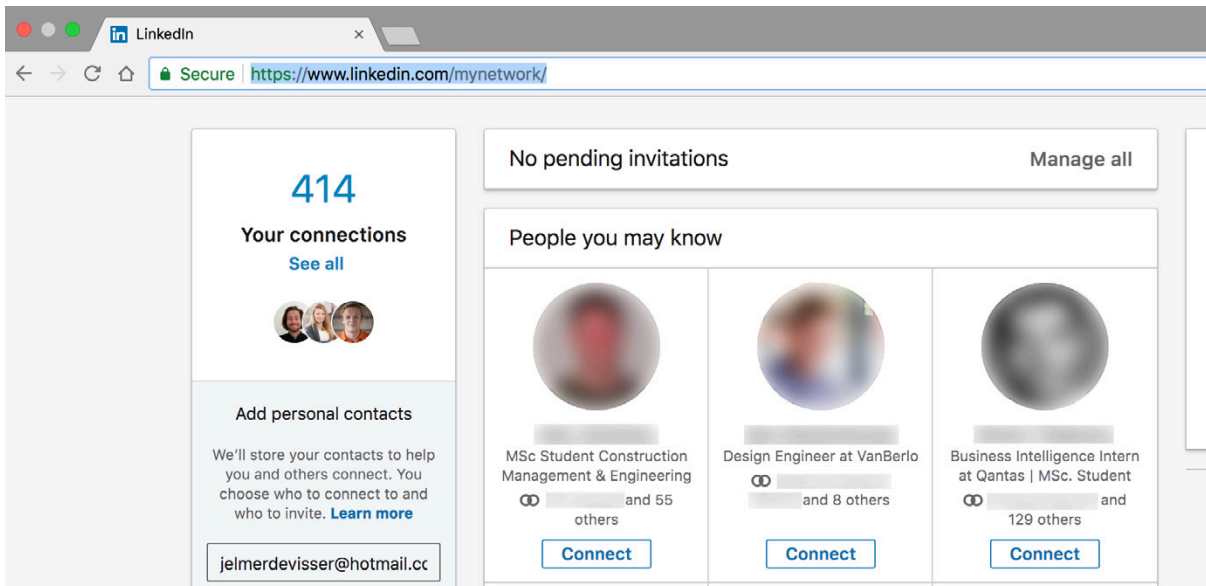 in LinkedIn
Secure https://www.linkedin.com/mynetwork/
414
Your connections
See all
Add personal contacts
We'll store your contacts to help
you and others connect. You
choose who to connect to and
who to invite. Learn more
jelmerdevisser@hotmail.cc
No pending invitations
Manage all
People you may know
MSc Student Construction
Management & Engineering
and 55
others
Connect
Design Engineer at VanBerlo
and 8 others
Connect
Business Intelligence Intern
at Qantas | MSc. Student
and
129 others
Connect